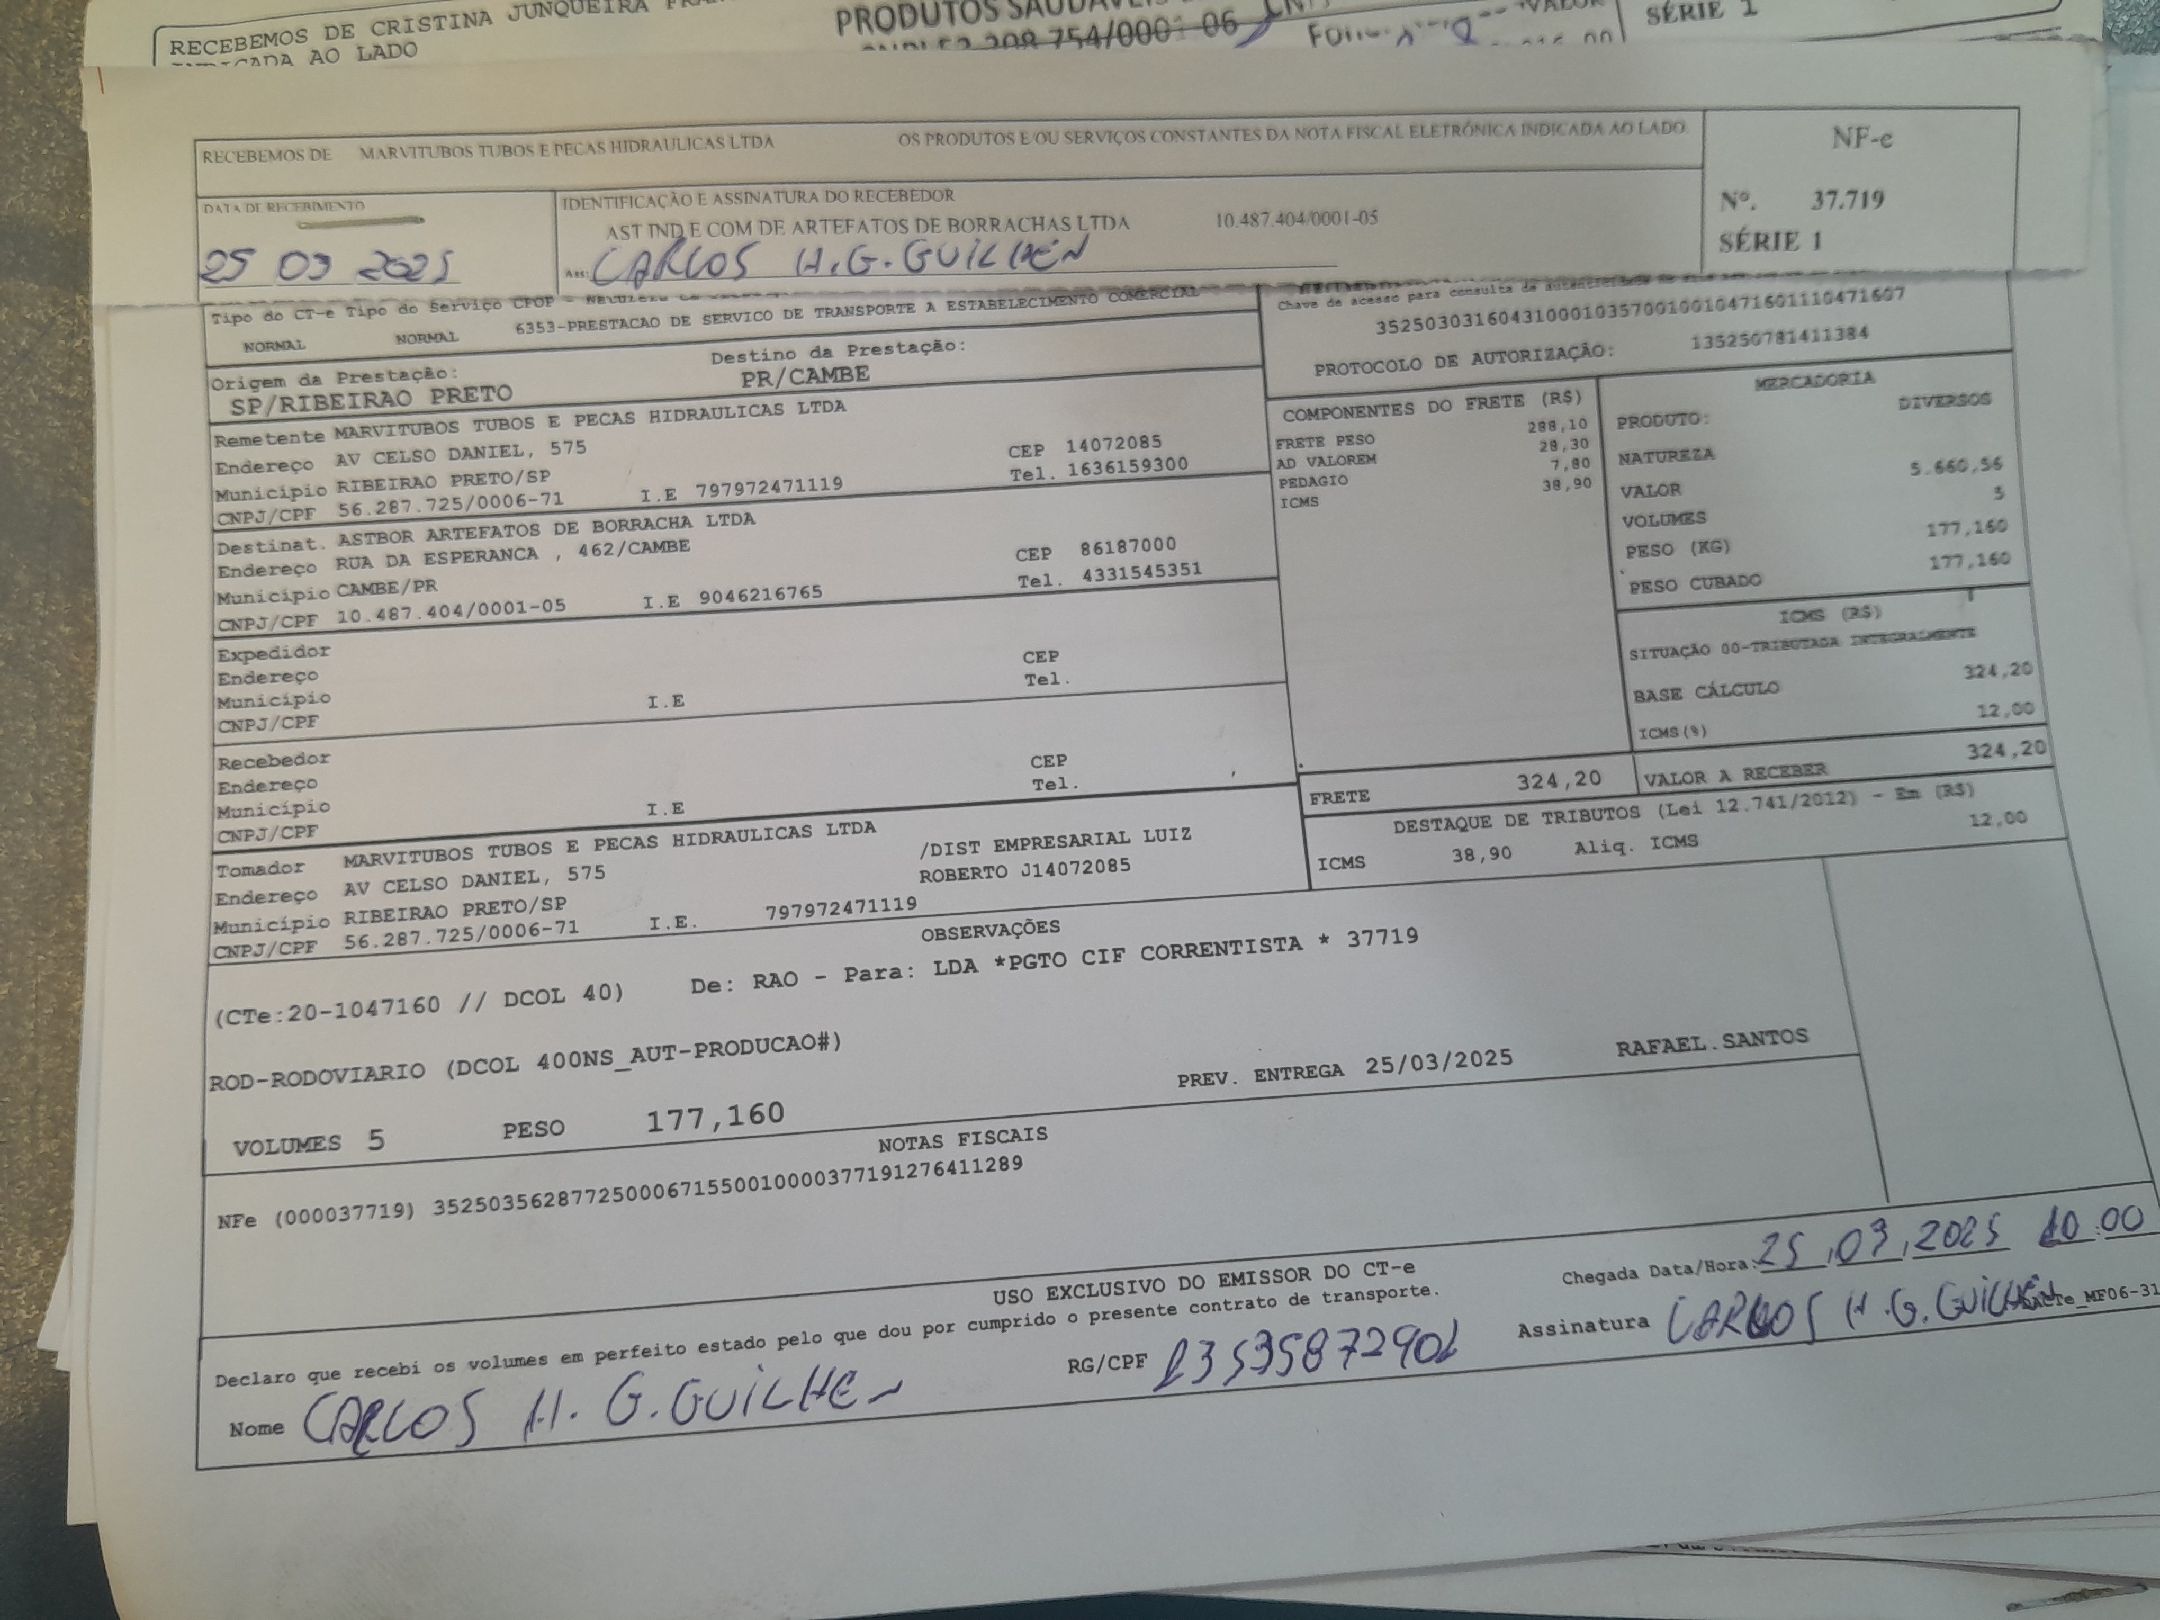 RECEBEMOS DE CRISTINA JUNQUEIRA
INDICADA AO LADO
PRODUTOS SAUDÁVEIS
SÉRIE 1
RECEBEMOS DE MARVITUBOS TUBOS E PECAS HIDRAULICAS LTDA OS PRODUTOS E/OU SERVIÇOS CONSTANTES DA NOTA FISCAL ELETRÔNICA INDICADA AO LADO.
NF-e
Nº. 37.719
SÉRIE 1
DATA DE RECEBIMENTO
25 03 2025
IDENTIFICAÇÃO E ASSINATURA DO RECEBEDOR
AST IND E COM DE ARTEFATOS DE BORRACHAS LTDA 10.487.404/0001-05
Ass: CARLOS H.G.GUILHEN
Tipo do CT-e Tipo do Serviço CFOP
NORMAL NORMAL 6353-PRESTACAO DE SERVICO DE TRANSPORTE A ESTABELECIMENTO COMERCIAL
Chave de acesso para consulta de autenticidade
35250303160431000103570010010471601110471607
PROTOCOLO DE AUTORIZAÇÃO: 135250781411384
Origem da Prestação:
SP/RIBEIRAO PRETO
Destino da Prestação:
PR/CAMBE
Remetente MARVITUBOS TUBOS E PECAS HIDRAULICAS LTDA
Endereço AV CELSO DANIEL, 575 CEP 14072085
Município RIBEIRAO PRETO/SP Tel. 1636159300
CNPJ/CPF 56.287.725/0006-71 I.E 797972471119
Destinat. ASTBOR ARTEFATOS DE BORRACHA LTDA
Endereço RUA DA ESPERANCA , 462/CAMBE CEP 86187000
Município CAMBE/PR Tel. 4331545351
CNPJ/CPF 10.487.404/0001-05 I.E 9046216765
Expedidor
Endereço CEP
Município Tel.
CNPJ/CPF I.E
Recebedor
Endereço CEP
Município Tel.
CNPJ/CPF I.E
Tomador MARVITUBOS TUBOS E PECAS HIDRAULICAS LTDA
Endereço AV CELSO DANIEL, 575 /DIST EMPRESARIAL LUIZ
Município RIBEIRAO PRETO/SP ROBERTO J14072085
CNPJ/CPF 56.287.725/0006-71 I.E. 797972471119
COMPONENTES DO FRETE (R$)
FRETE PESO 288,10
AD VALOREM 28,30
PEDAGIO 7,80
ICMS 38,90
MERCADORIA
PRODUTO: DIVERSOS
NATUREZA
VALOR 5.660,56
VOLUMES 5
PESO (KG) 177,160
PESO CUBADO 177,160
ICMS (R$)
SITUAÇÃO 00-TRIBUTADA INTEGRALMENTE
BASE CÁLCULO 324,20
ICMS(%) 12,00
FRETE 324,20 VALOR A RECEBER 324,20
DESTAQUE DE TRIBUTOS (Lei 12.741/2012) - Em (R$)
ICMS 38,90 Aliq. ICMS 12,00
OBSERVAÇÕES
(CTe:20-1047160 // DCOL 40) De: RAO - Para: LDA *PGTO CIF CORRENTISTA * 37719
ROD-RODOVIARIO (DCOL 400NS_AUT-PRODUCAO#)
PREV. ENTREGA 25/03/2025 RAFAEL.SANTOS
VOLUMES 5 PESO 177,160
NOTAS FISCAIS
NFe (000037719) 35250356287725000671550010000377191276411289
USO EXCLUSIVO DO EMISSOR DO CT-e
Chegada Data/Hora: 25,03,2025 10:00
Declaro que recebi os volumes em perfeito estado pelo que dou por cumprido o presente contrato de transporte.
Nome CARLOS H. G. GUILHEN RG/CPF 13535872901 Assinatura CARLOS H.G. GUILHEN
DACTe_MF06-31